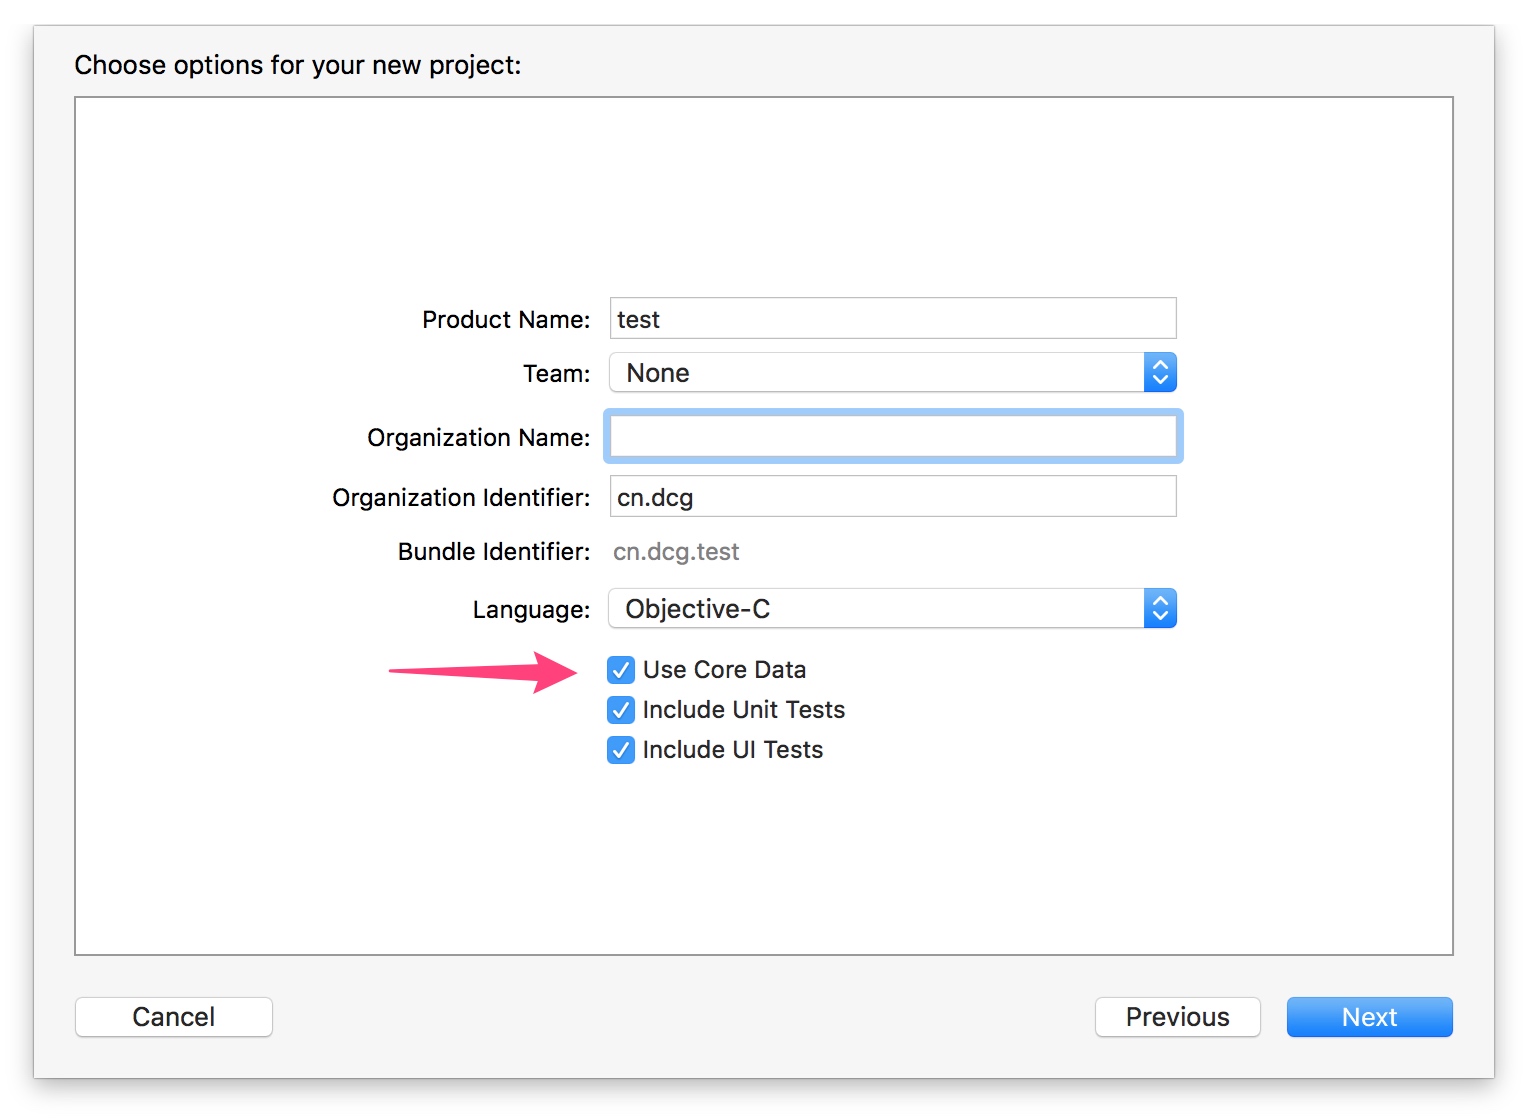 Choose options for your new project:
Product Name: test
Team: None
Organization Name:
Organization Identifier: cn.dcg
Bundle Identifier: cn.dcg.test
Language: Objective-C
Use Core Data
Include Unit Tests
Include UI Tests
Cancel Previous Next